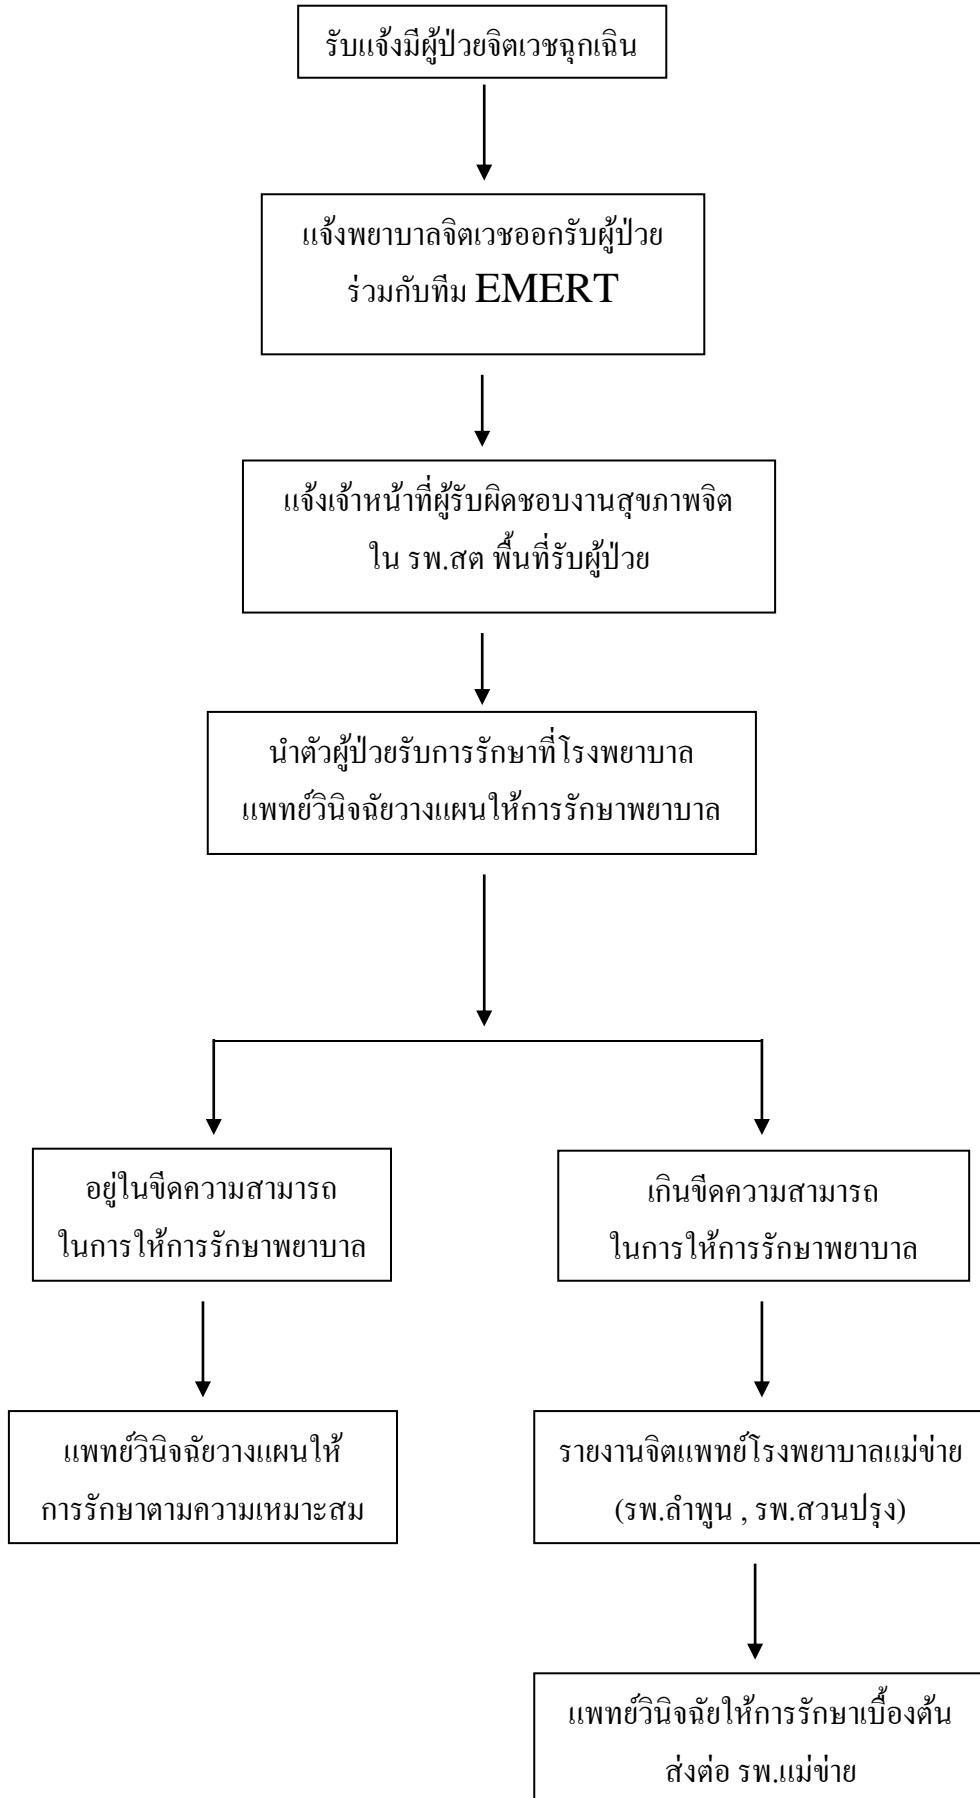 รับแจ้งมีผู้ป่วยจิตเวชฉุกเฉิน
แจ้งพยาบาลจิตเวชออกรับผู้ป่วย
ร่วมกับทีม EMERT
แจ้งเจ้าหน้าที่ผู้รับผิดชอบงานสุขภาพจิต
ใน รพ.สต พื้นที่รับผู้ป่วย
นำตัวผู้ป่วยรับการรักษาที่โรงพยาบาล
แพทย์วินิจฉัยวางแผนให้การรักษาพยาบาล
อยู่ในขีดความสามารถ
ในการให้การรักษาพยาบาล
เกินขีดความสามารถ
ในการให้การรักษาพยาบาล
แพทย์วินิจฉัยวางแผนให้
การรักษาตามความเหมาะสม
รายงานจิตแพทย์โรงพยาบาลแม่ข่าย
(รพ.ลำพูน , รพ.สวนปรุง)
แพทย์วินิจฉัยให้การรักษาเบื้องต้น
ส่งต่อ รพ.แม่ข่าย